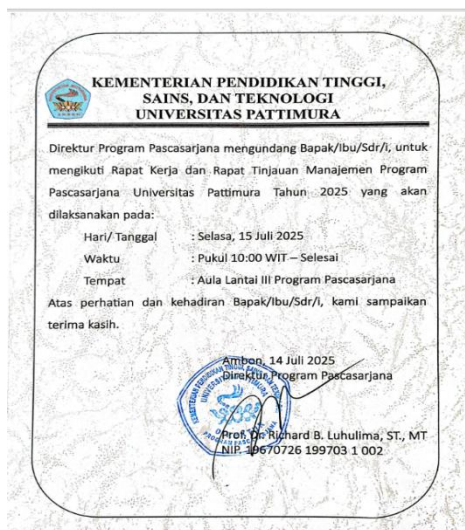 KEMENTERIAN PENDIDIKAN TINGGI,
SAINS, DAN TEKNOLOGI
UNIVERSITAS PATTIMURA
Direktur Program Pascasarjana mengundang Bapak/Ibu/Sdr/i, untuk
mengikuti Rapat Kerja dan Rapat Tinjauan Manajemen Program
Pascasarjana Universitas Pattimura Tahun 2025 yang akan
dilaksanakan pada:
Hari/ Tanggal : Selasa, 15 Juli 2025
Waktu : Pukul 10:00 WIT – Selesai
Tempat : Aula Lantai III Program Pascasarjana
Atas perhatian dan kehadiran Bapak/Ibu/Sdr/i, kami sampaikan
terima kasih.
Ambon, 14 Juli 2025
Direktur Program Pascasarjana
UNIVERSITAS PATTIMURA
PROGRAM PASCASARJANA
Prof. Dr. Richard B. Luhulima, ST., MT
NIP. 19670726 199703 1 002